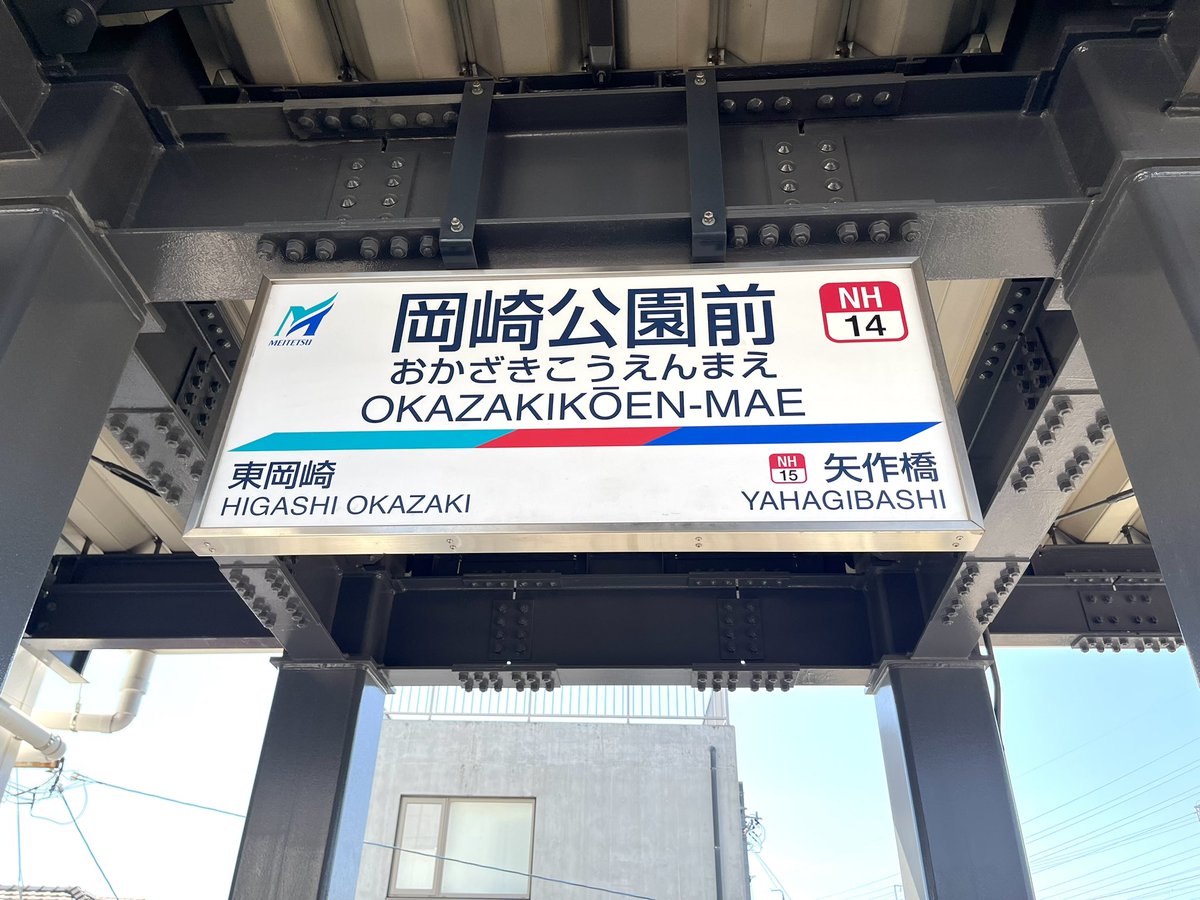 MEITETSU
岡崎公園前
おかざきこうえんまえ
OKAZAKIKŌEN-MAE
NH
14
東岡崎
HIGASHI OKAZAKI
NH
15
矢作橋
YAHAGIBASHI